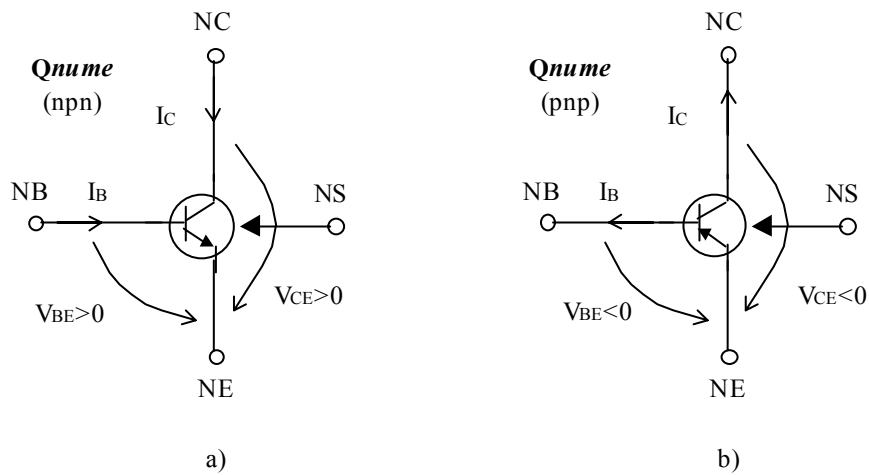 NC
Qnume
(npn)
IC
NB
IB
NS
VBE>0
VCE>0
NE
a)
NC
Qnume
(pnp)
IC
NB
IB
NS
VBE<0
VCE<0
NE
b)